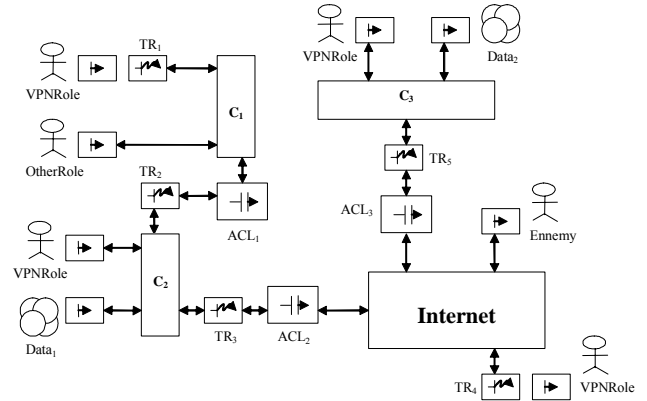 TR₁
VPNRole
C₁
OtherRole
TR₂
ACL₁
VPNRole
C₂
Data₁
TR₃
ACL₂
VPNRole
Data₂
C₃
TR₅
ACL₃
Ennemy
Internet
TR₄
VPNRole